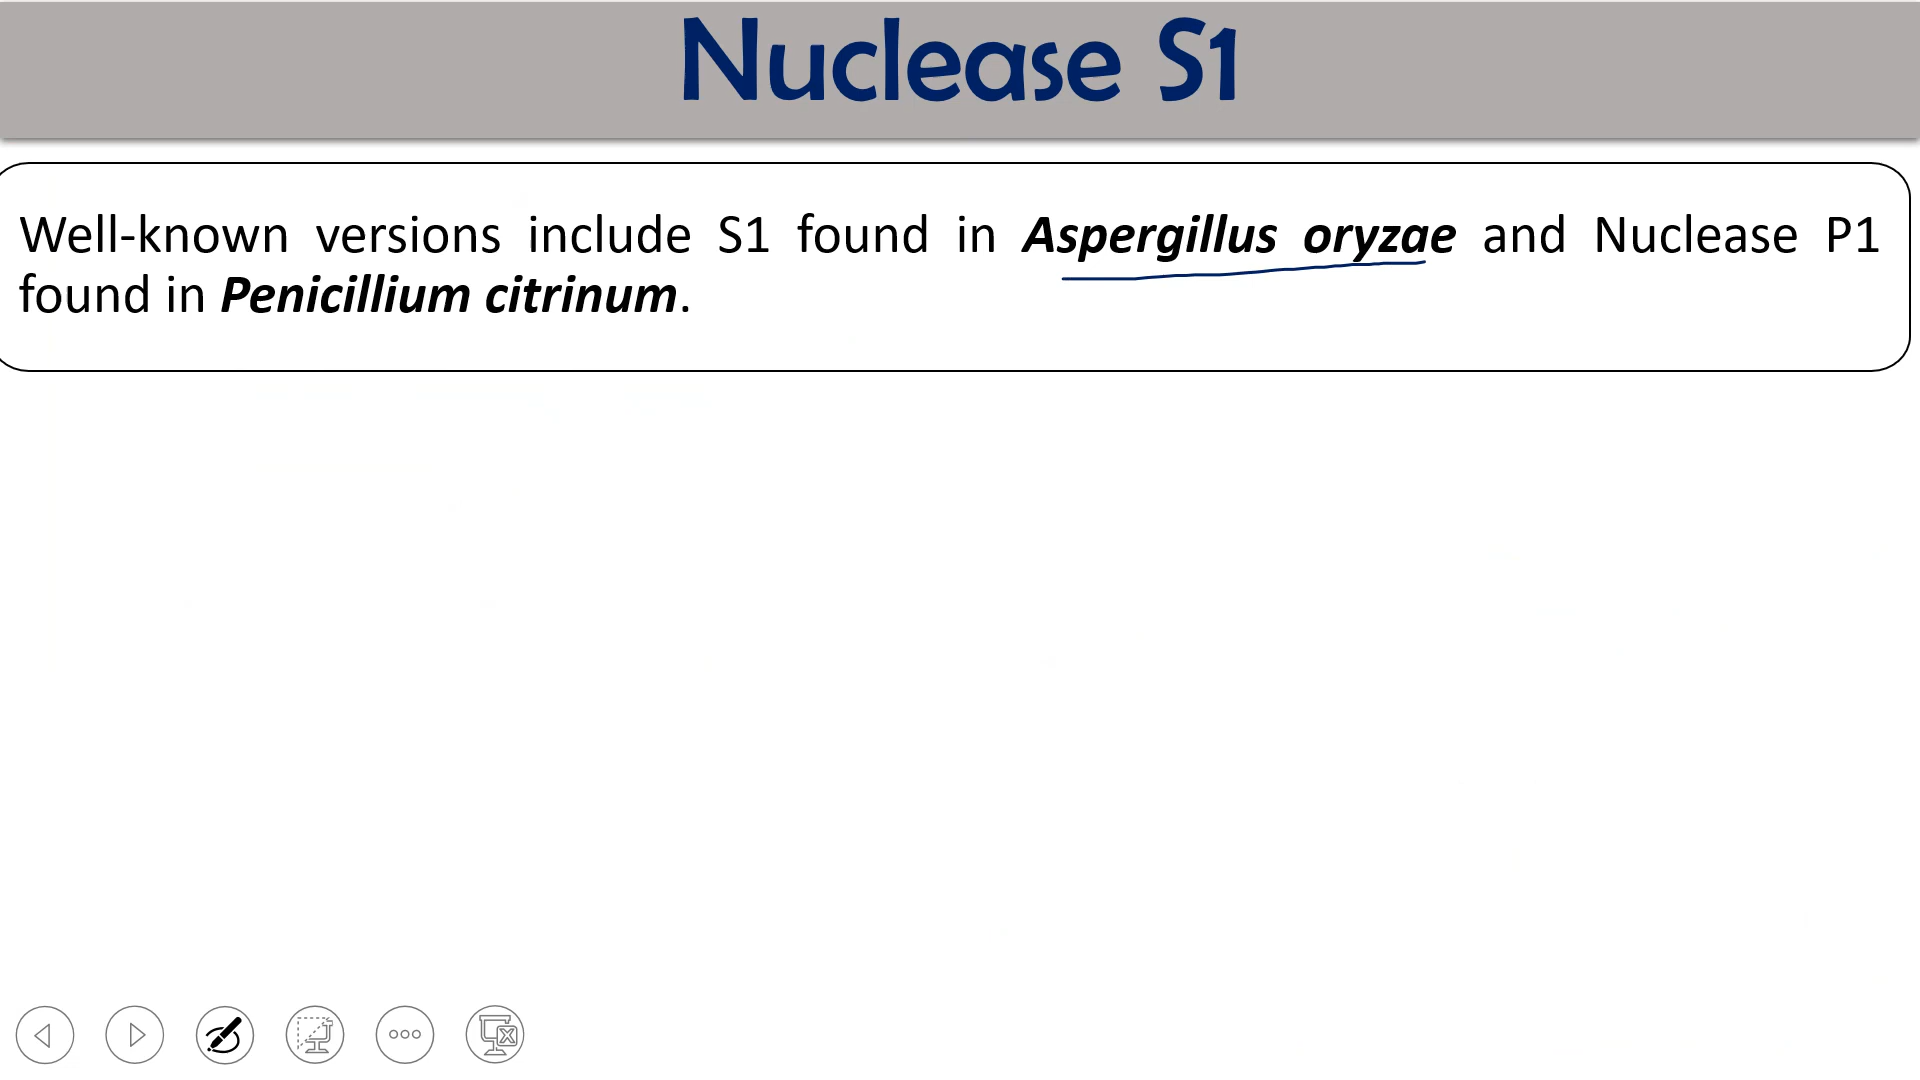 Nuclease S1
Well-known versions include S1 found in Aspergillus oryzae and Nuclease P1
found in Penicillium citrinum.